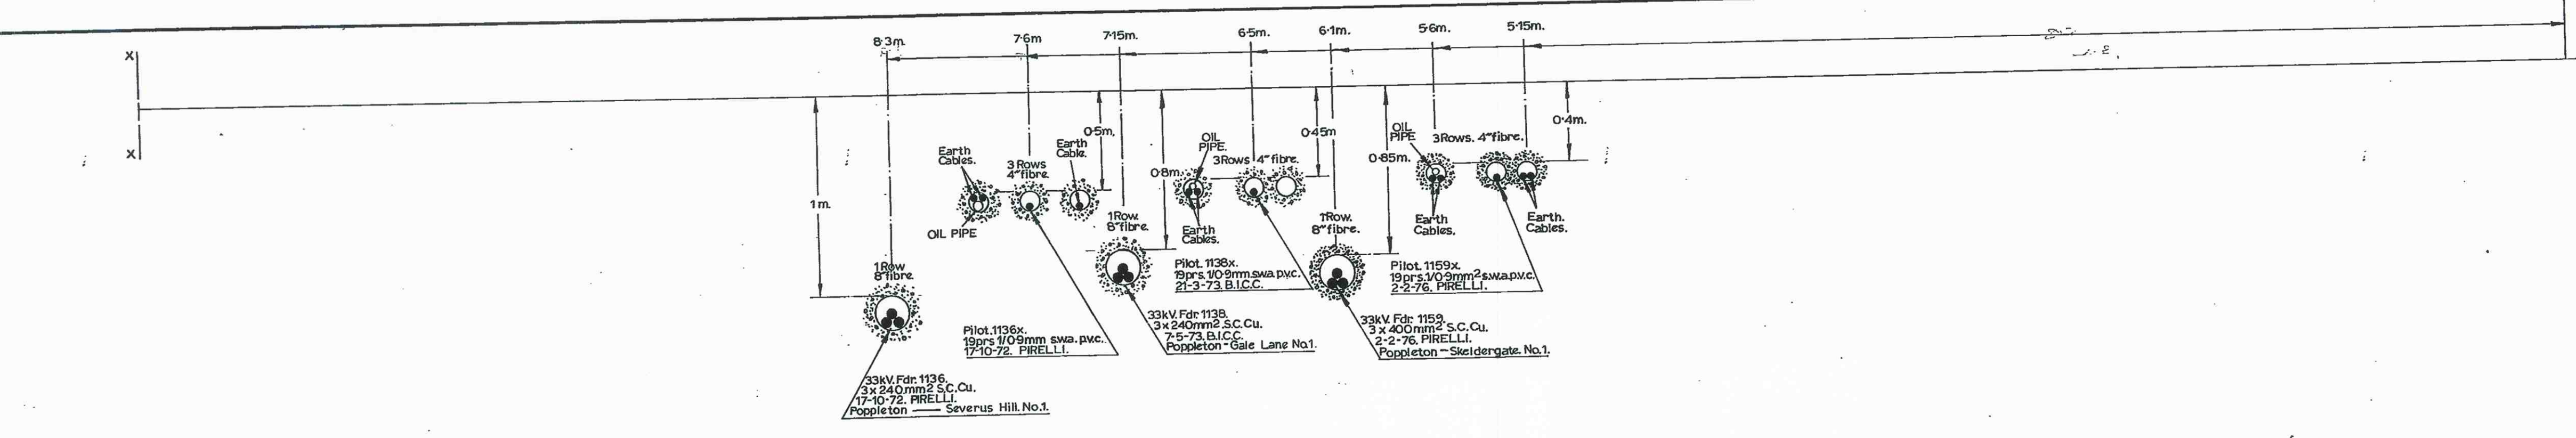 8·3m.
7·6m
7·15m.
6·5m.
6·1m.
5·6m.
5·15m.
X
X
1m.
0·5m.
0·8m.
0·45m
0·85m.
0·4m.
Earth
Cables.
OIL PIPE
3 Rows
4"fibre.
Earth
Cable.
1Row
8"fibre.
1Row.
8"fibre.
OIL
PIPE.
3Rows 4"fibre.
Earth
Cables.
1Row.
8"fibre.
OIL
PIPE
3Rows. 4"fibre.
Earth
Cables.
Earth.
Cables.
33kV. Fdr. 1136.
3x240mm2 S.C.Cu.
17-10-72. PIRELLI.
Poppleton — Severus Hill. No.1.
Pilot.1136x.
19prs 1/0·9mm s.w.a. p.v.c.
17-10-72. PIRELLI.
33kV. Fdr 1138.
3x240mm2.S.C.Cu.
7-5-73. B.I.C.C.
Poppleton-Gale Lane No.1.
Pilot. 1138x.
19prs. 1/0·9mm.s.w.a p.v.c.
21-3-73. B.I.C.C.
33kV. Fdr. 1159.
3 x 400mm2 S.C.Cu.
2-2-76. PIRELLI.
Poppleton-Skeldergate. No.1.
Pilot. 1159x.
19prs.1/0·9mm2 s.w.a.p.v.c.
2-2-76. PIRELLI.